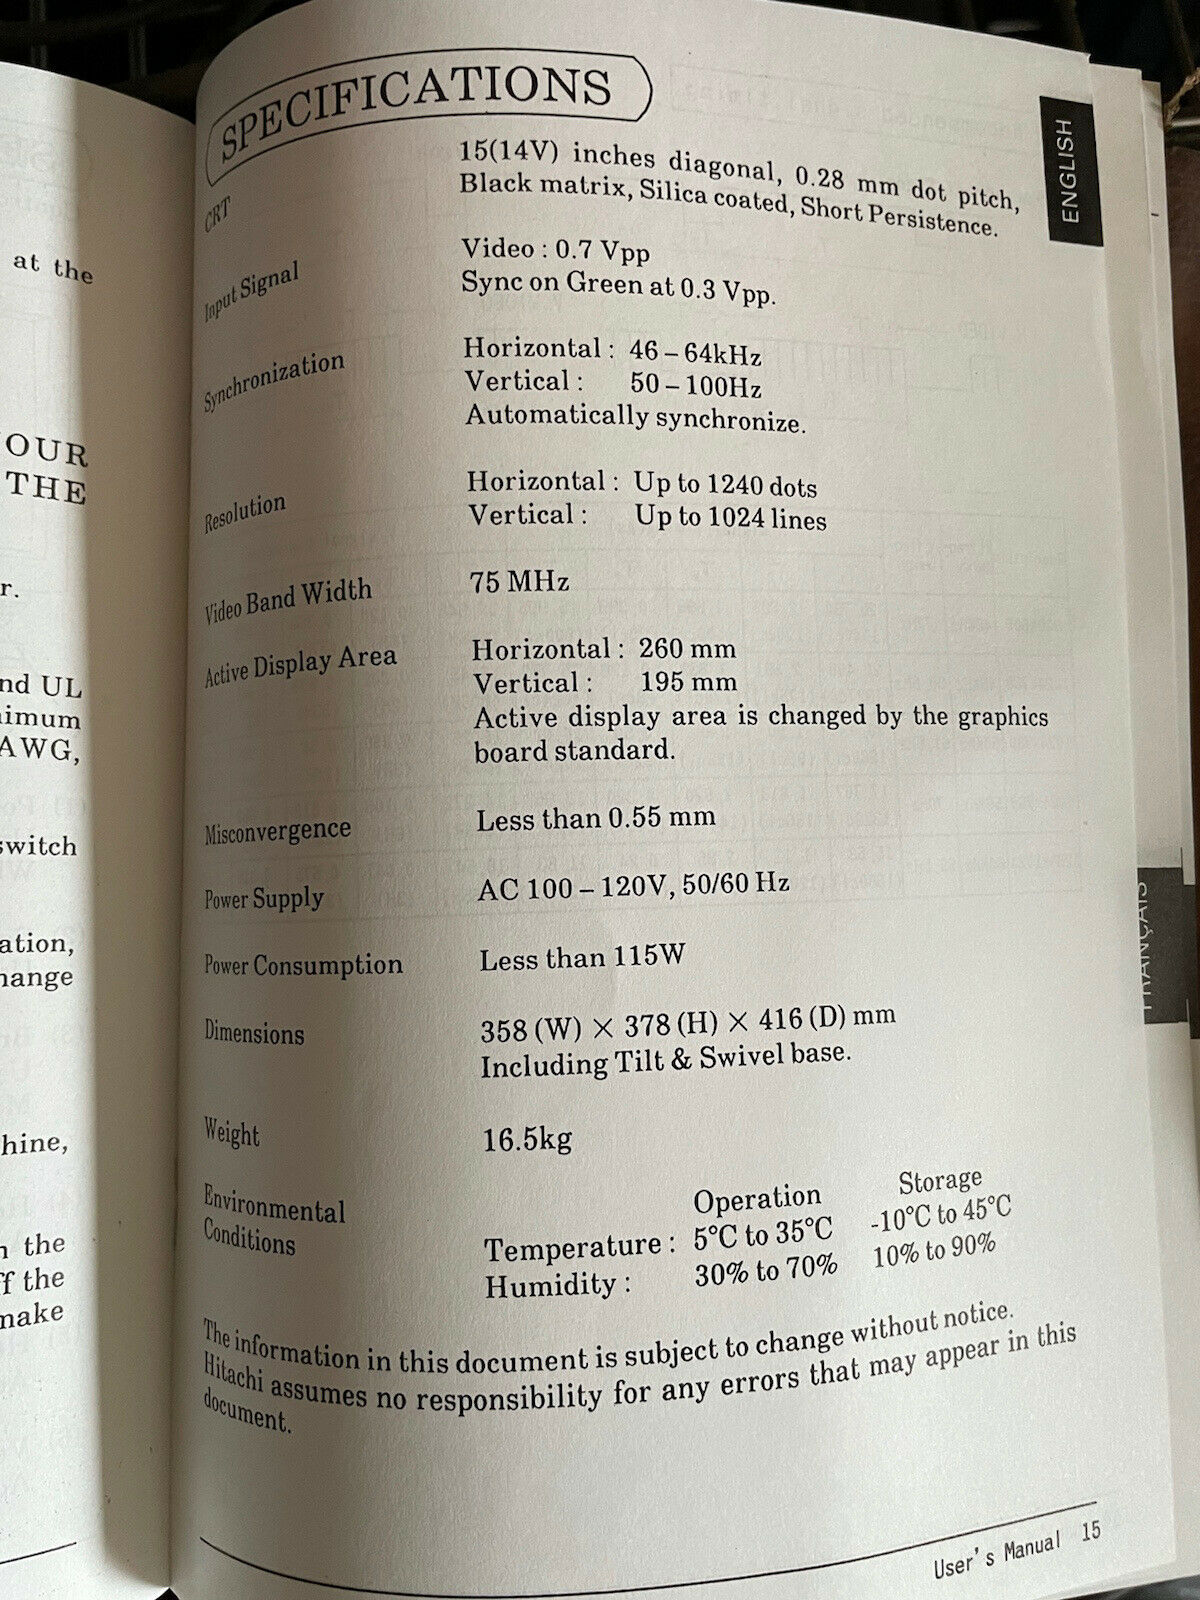 at the
OUR
THE
r.
nd UL
nimum
AWG,
switch
ation,
hange
hine,
n the
ff the
make
SPECIFICATIONS
ENGLISH
CRT
15(14V) inches diagonal, 0.28 mm dot pitch,
Black matrix, Silica coated, Short Persistence.
Input Signal
Video : 0.7 Vpp
Sync on Green at 0.3 Vpp.
Synchronization
Horizontal : 46 – 64kHz
Vertical : 50 – 100Hz
Automatically synchronize.
Resolution
Horizontal : Up to 1240 dots
Vertical : Up to 1024 lines
Video Band Width
75 MHz
Active Display Area
Horizontal : 260 mm
Vertical : 195 mm
Active display area is changed by the graphics
board standard.
Misconvergence
Less than 0.55 mm
Power Supply
AC 100 – 120V, 50/60 Hz
Power Consumption
Less than 115W
Dimensions
358 (W) × 378 (H) × 416 (D) mm
Including Tilt & Swivel base.
Weight
16.5kg
Environmental
Conditions
Operation Storage
Temperature : 5°C to 35°C -10°C to 45°C
Humidity : 30% to 70% 10% to 90%
The information in this document is subject to change without notice.
Hitachi assumes no responsibility for any errors that may appear in this
document.
User's Manual 15
FRANÇAIS